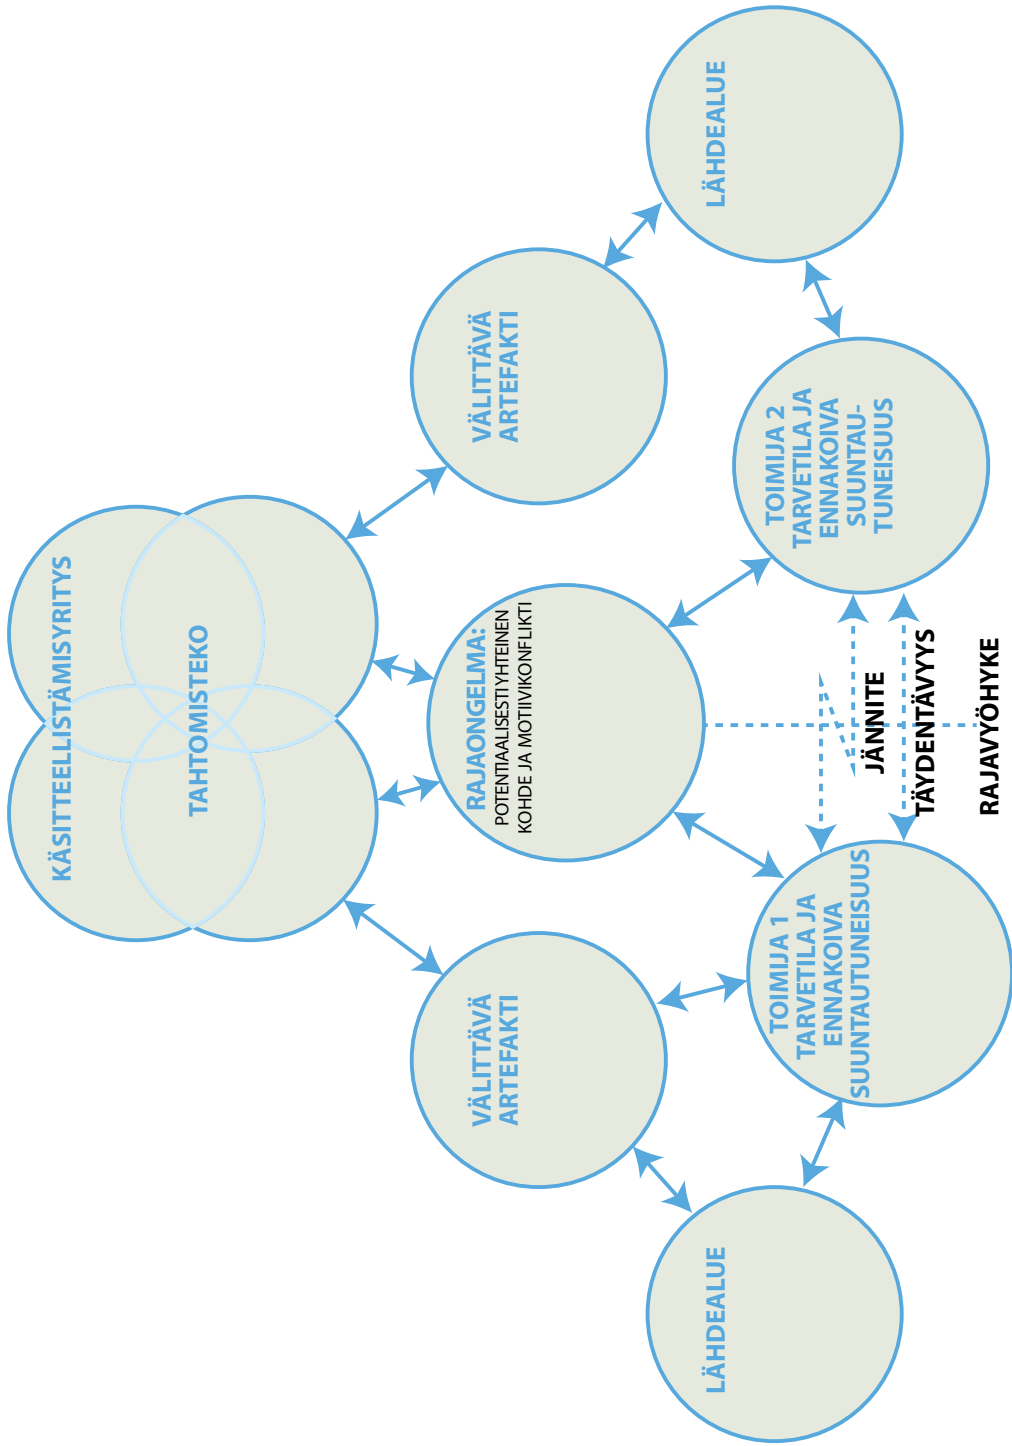 KÄSITTEELLISTÄMISYRITYS
TAHTOMISTEKO
VÄLITTÄVÄ
ARTEFAKTI
RAJAONGELMA:
POTENTIAALISESTI YHTEINEN
KOHDE JA MOTIIVIKONFLIKTI
VÄLITTÄVÄ
ARTEFAKTI
LÄHDEALUE
TOIMIJA 1
TARVETILA JA
ENNAKOIVA
SUUNTAUTUNEISUUS
JÄNNITE
TÄYDENTÄVYYS
RAJAVYÖHYKE
TOIMIJA 2
TARVETILA JA
ENNAKOIVA
SUUNTAU-
TUNEISUUS
LÄHDEALUE